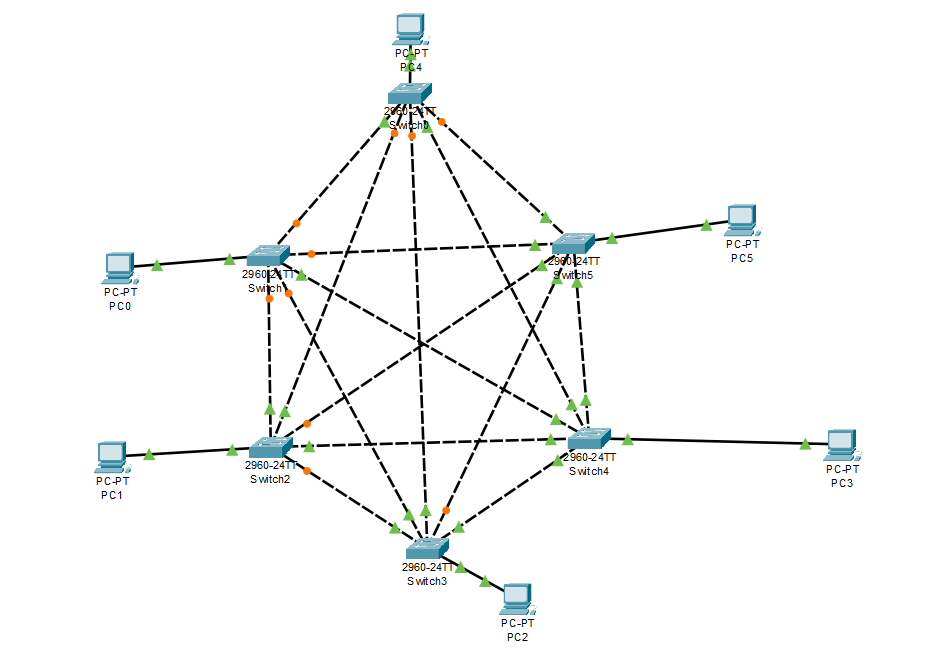 PC-PT
PC4
2960-24TT
Switch0
PC-PT
PC5
2960-24TT
Switch5
2960-24TT
Switch
PC-PT
PC0
2960-24TT
Switch2
PC-PT
PC1
2960-24TT
Switch4
PC-PT
PC3
2960-24TT
Switch3
PC-PT
PC2